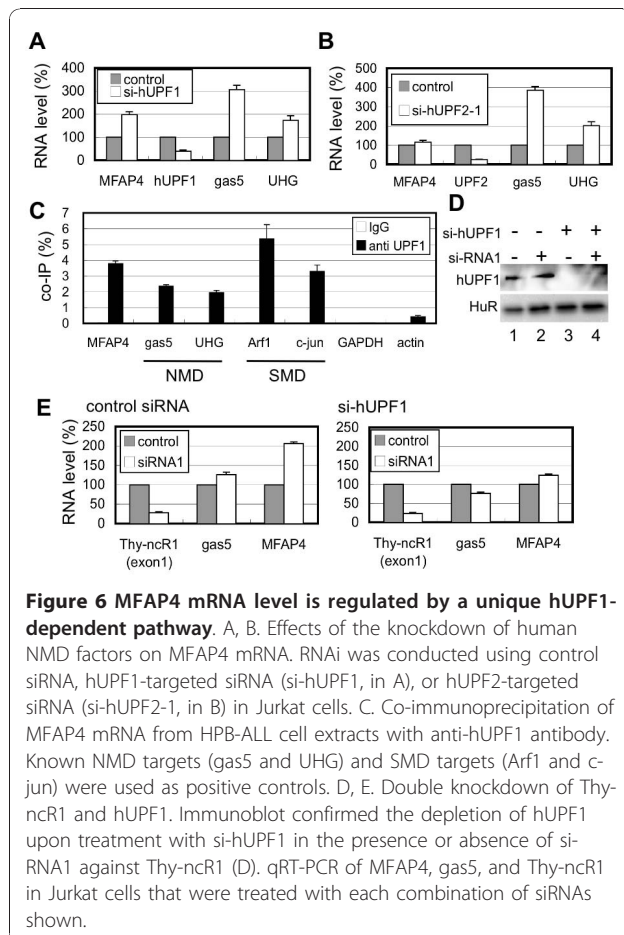 A
B
RNA level (%)
400
300
200
100
0
control
si-hUPF1
MFAP4 hUPF1 gas5 UHG
RNA level (%)
500
400
300
200
100
0
control
si-hUPF2-1
MFAP4 UPF2 gas5 UHG
C
co-IP (%)
7
6
5
4
3
2
1
0
IgG
anti UPF1
MFAP4 gas5 UHG Arf1 c-jun GAPDH actin
NMD SMD
D
si-hUPF1 - - + +
si-RNA1 - + - +
hUPF1
HuR
1 2 3 4
E
control siRNA
RNA level (%)
250
200
150
100
50
0
control
siRNA1
Thy-ncR1 gas5 MFAP4
(exon1)
si-hUPF1
250
200
150
100
50
0
control
siRNA1
Thy-ncR1 gas5 MFAP4
(exon1)
Figure 6 MFAP4 mRNA level is regulated by a unique hUPF1-
dependent pathway. A, B. Effects of the knockdown of human
NMD factors on MFAP4 mRNA. RNAi was conducted using control
siRNA, hUPF1-targeted siRNA (si-hUPF1, in A), or hUPF2-targeted
siRNA (si-hUPF2-1, in B) in Jurkat cells. C. Co-immunoprecipitation of
MFAP4 mRNA from HPB-ALL cell extracts with anti-hUPF1 antibody.
Known NMD targets (gas5 and UHG) and SMD targets (Arf1 and c-
jun) were used as positive controls. D, E. Double knockdown of Thy-
ncR1 and hUPF1. Immunoblot confirmed the depletion of hUPF1
upon treatment with si-hUPF1 in the presence or absence of si-
RNA1 against Thy-ncR1 (D). qRT-PCR of MFAP4, gas5, and Thy-ncR1
in Jurkat cells that were treated with each combination of siRNAs
shown.